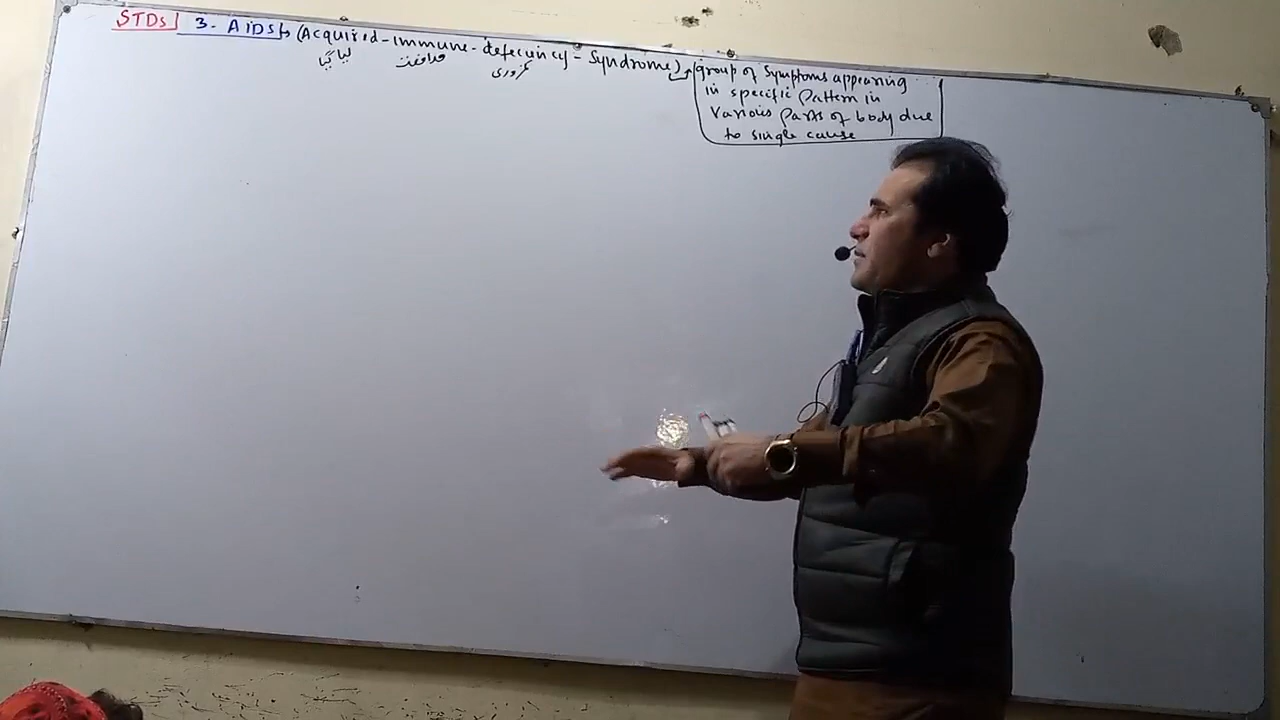 STDs 3- AIDS → (Acquired-immune-defeciency-Syndrome) →
لیا گیا مدافعت کمزوری
group of Symptoms appearing
in specific pattern in
various parts of body due
to single cause